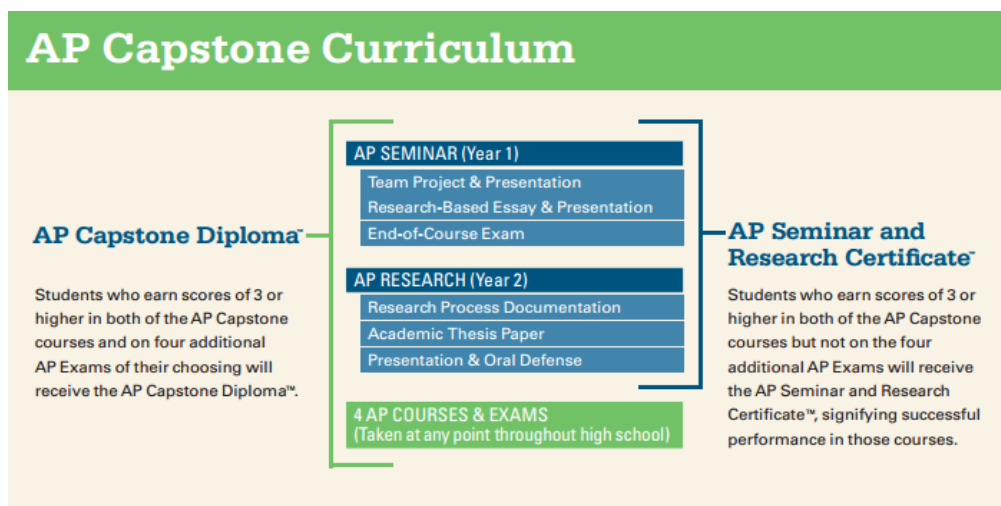 AP Capstone Curriculum
AP Capstone Diploma™
Students who earn scores of 3 or
higher in both of the AP Capstone
courses and on four additional
AP Exams of their choosing will
receive the AP Capstone Diploma™.
AP SEMINAR (Year 1)
Team Project & Presentation
Research-Based Essay & Presentation
End-of-Course Exam
AP RESEARCH (Year 2)
Research Process Documentation
Academic Thesis Paper
Presentation & Oral Defense
4 AP COURSES & EXAMS
(Taken at any point throughout high school)
AP Seminar and
Research Certificate™
Students who earn scores of 3 or
higher in both of the AP Capstone
courses but not on the four
additional AP Exams will receive
the AP Seminar and Research
Certificate™, signifying successful
performance in those courses.